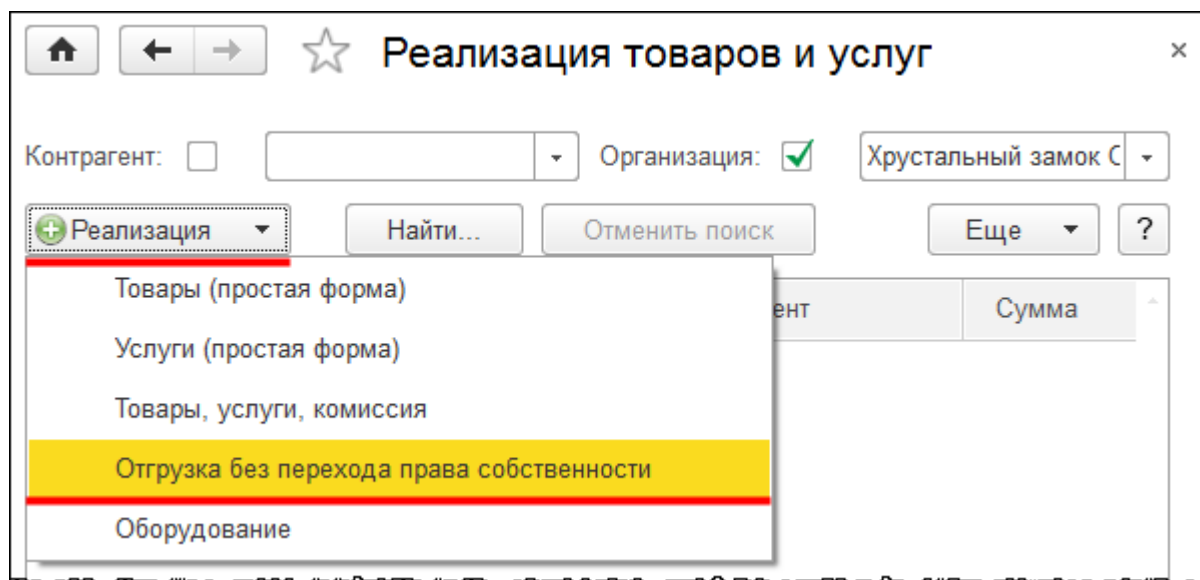 Реализация товаров и услуг
Контрагент: Организация: Хрустальный замок
Реализация Найти... Отменить поиск Еще ?
ент Сумма
Товары (простая форма)
Услуги (простая форма)
Товары, услуги, комиссия
Отгрузка без перехода права собственности
Оборудование